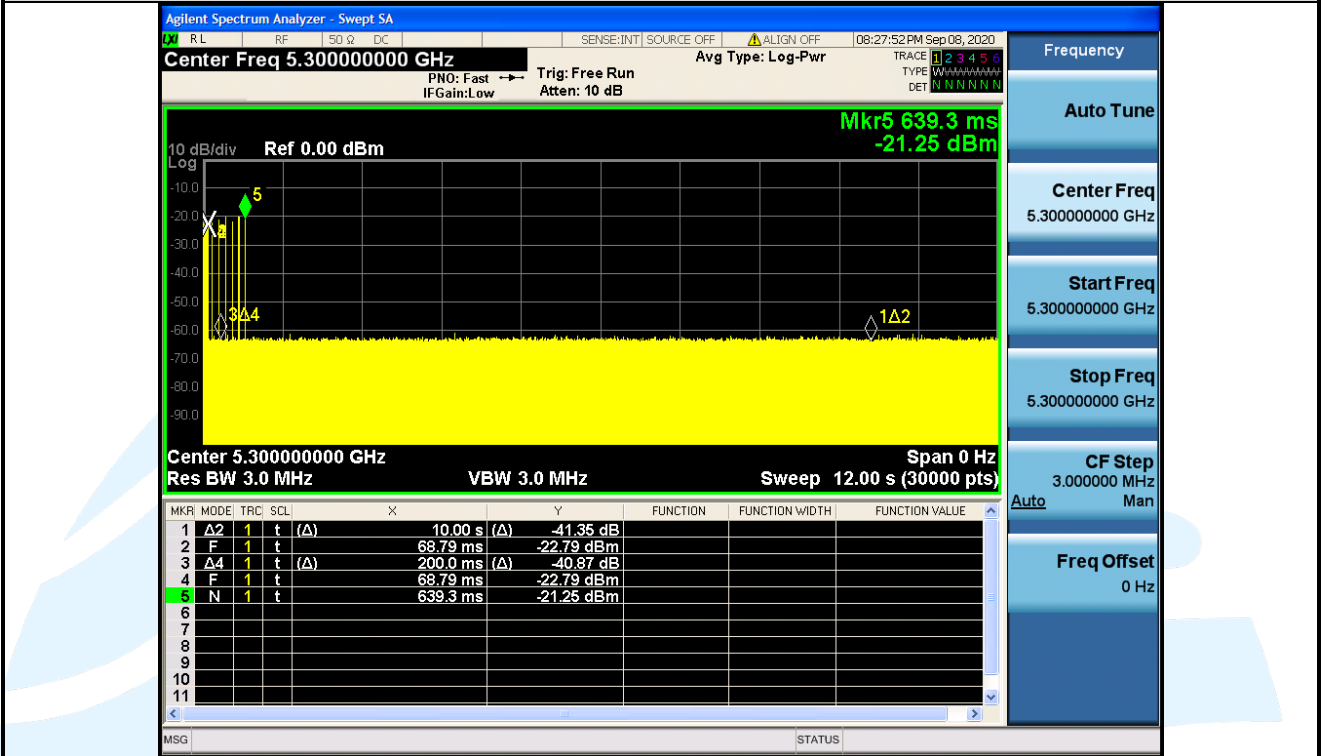 Agilent Spectrum Analyzer - Swept SA
LXI RL RF 50 Ω DC SENSE:INT SOURCE OFF ALIGN OFF 08:27:52 PM Sep 08, 2020
Center Freq 5.300000000 GHz
PNO: Fast
IFGain:Low
Trig: Free Run
Atten: 10 dB
Avg Type: Log-Pwr
TRACE 1 2 3 4 5 6
TYPE
DET N N N N N N
Mkr5 639.3 ms
-21.25 dBm
10 dB/div Ref 0.00 dBm
Log
-10.0
-20.0
-30.0
-40.0
-50.0
-60.0
-70.0
-80.0
-90.0
5
3Δ4
1Δ2
Center 5.300000000 GHz Span 0 Hz
Res BW 3.0 MHz VBW 3.0 MHz Sweep 12.00 s (30000 pts)
MKR MODE TRC SCL X Y FUNCTION FUNCTION WIDTH FUNCTION VALUE
1 Δ2 1 t (Δ) 10.00 s (Δ) -41.35 dB
2 F 1 t 68.79 ms -22.79 dBm
3 Δ4 1 t (Δ) 200.0 ms (Δ) -40.87 dB
4 F 1 t 68.79 ms -22.79 dBm
5 N 1 t 639.3 ms -21.25 dBm
6
7
8
9
10
11
MSG STATUS
Frequency
Auto Tune
Center Freq
5.300000000 GHz
Start Freq
5.300000000 GHz
Stop Freq
5.300000000 GHz
CF Step
3.000000 MHz
Auto Man
Freq Offset
0 Hz